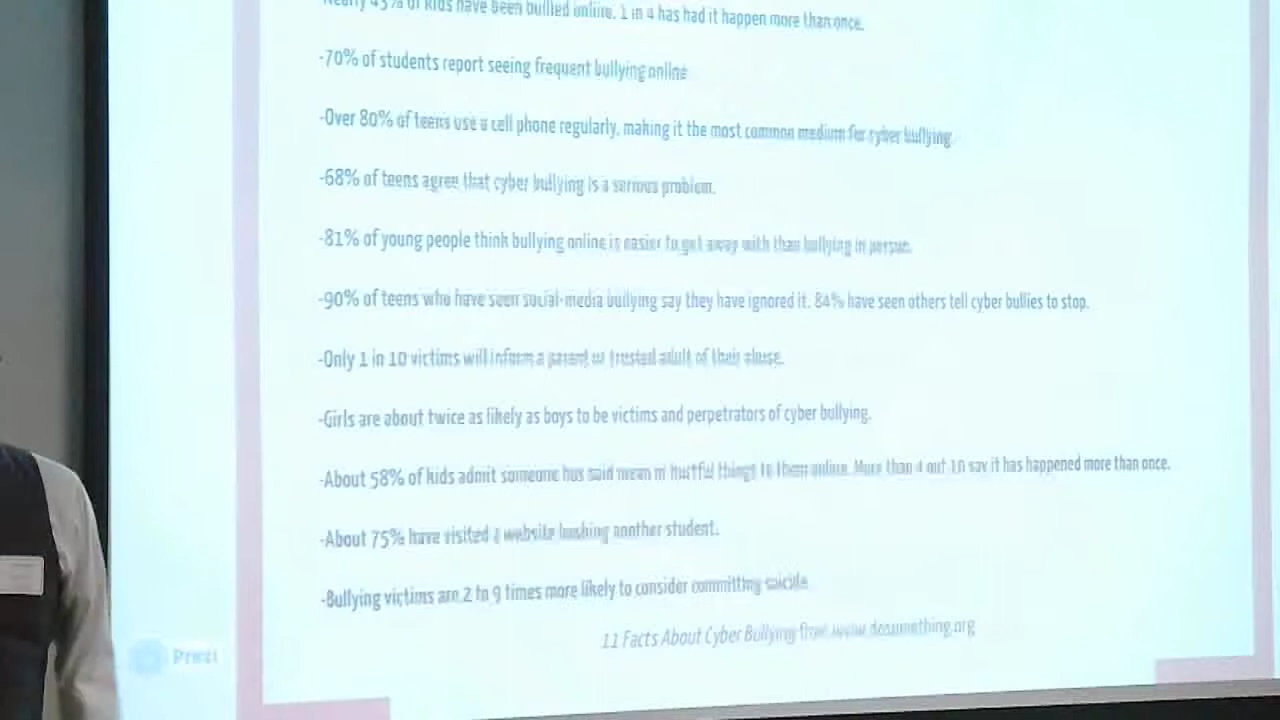 Nearly 43% of kids have been bullied online. 1 in 4 has had it happen more than once.
-70% of students report seeing frequent bullying online
-Over 80% of teens use a cell phone regularly, making it the most common medium for cyber bullying.
-68% of teens agree that cyber bullying is a serious problem.
-81% of young people think bullying online is easier to get away with than bullying in person.
-90% of teens who have seen social-media bullying say they have ignored it. 84% have seen others tell cyber bullies to stop.
-Only 1 in 10 victims will inform a parent or trusted adult of their abuse.
-Girls are about twice as likely as boys to be victims and perpetrators of cyber bullying.
-About 58% of kids admit someone has said mean or hurtful things to them online. More than 4 out 10 say it has happened more than once.
-About 75% have visited a website bashing another student.
-Bullying victims are 2 to 9 times more likely to consider committing suicide
11 Facts About Cyber Bullying from www.dosumething.org
Prezi